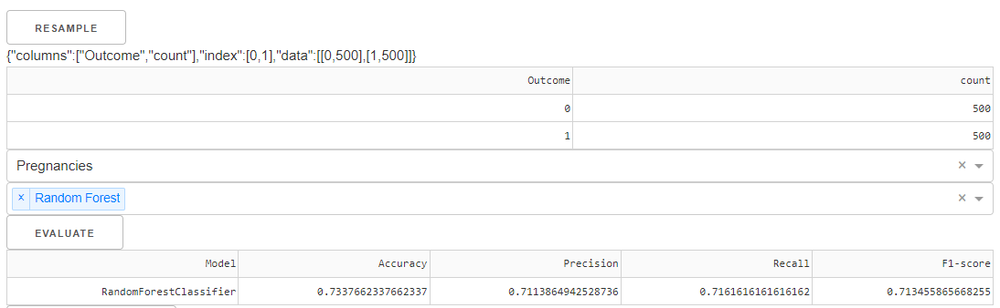 RESAMPLE
{"columns":["Outcome","count"],"index":[0,1],"data":[[0,500],[1,500]]}
Outcome count
0 500
1 500
Pregnancies × 
× Random Forest ×
EVALUATE
Model Accuracy Precision Recall F1-score
RandomForestClassifier 0.7337662337662337 0.7113864942528736 0.7161616161616162 0.713455865668255